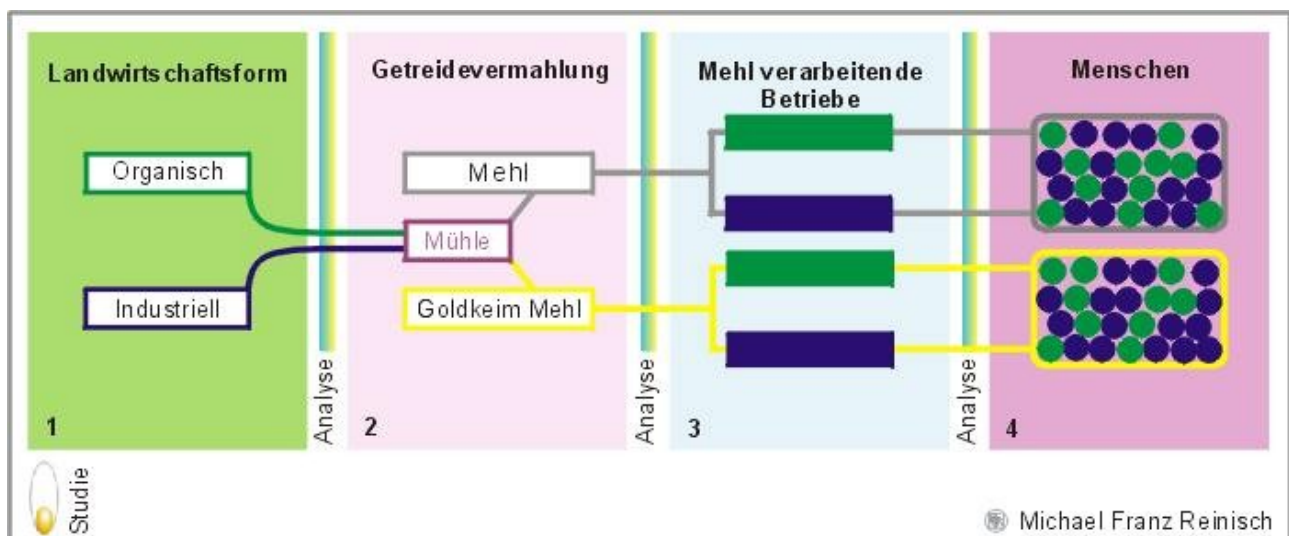 Landwirtschaftsform
Organisch
Industriell
1
Analyse
Getreidevermahlung
Mehl
Mühle
Goldkeim Mehl
2
Analyse
Mehl verarbeitende
Betriebe
3
Analyse
Menschen
4
Studie
Michael Franz Reinisch